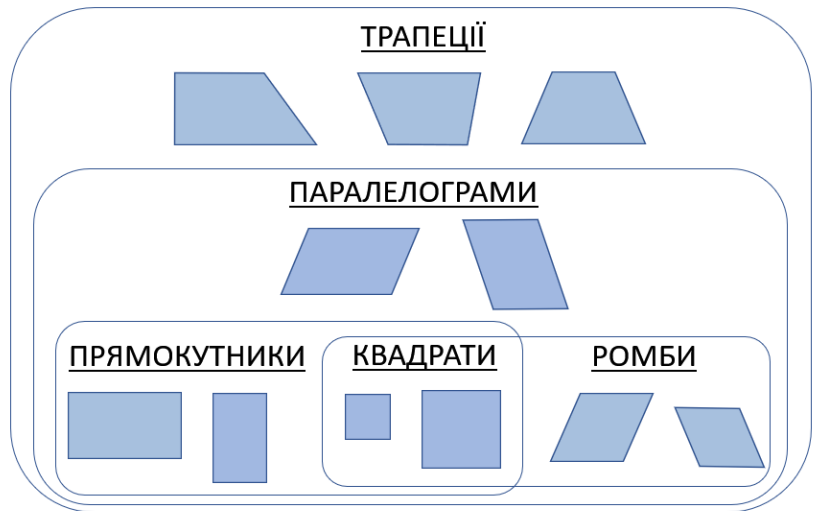 ТРАПЕЦІЇ
ПАРАЛЕЛОГРАМИ
ПРЯМОКУТНИКИ
КВАДРАТИ
РОМБИ